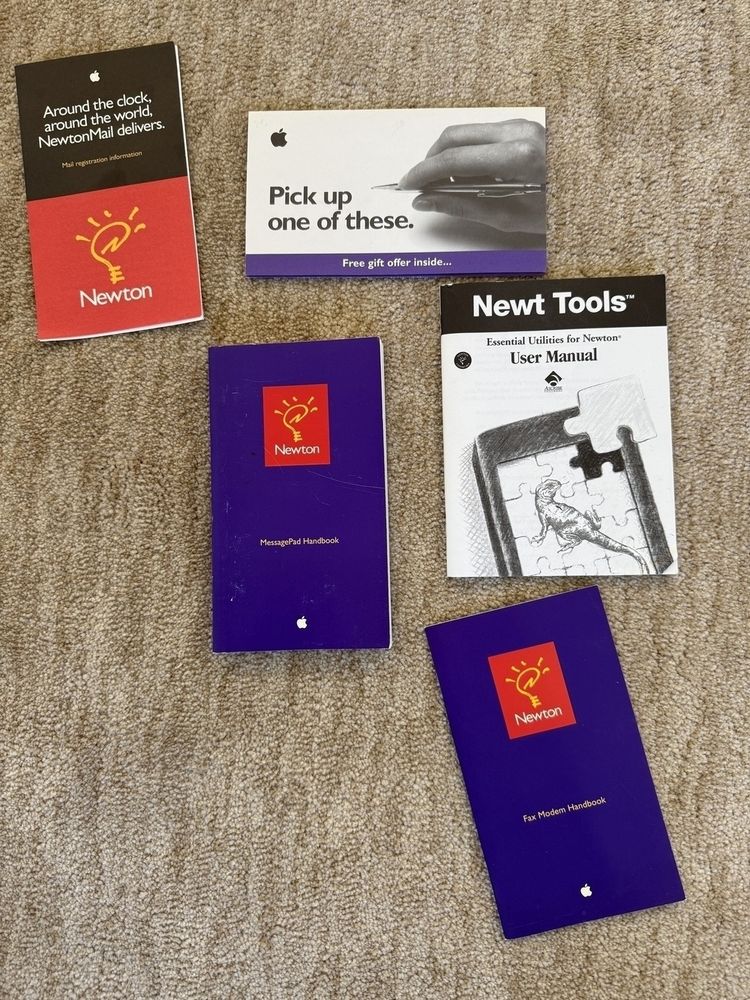 Around the clock,
around the world,
NewtonMail delivers.
Mail registration information
Newton
Pick up
one of these.
Free gift offer inside...
Newt Tools™
Essential Utilities for Newton®
User Manual
Newton
MessagePad Handbook
Newton
Fax Modem Handbook